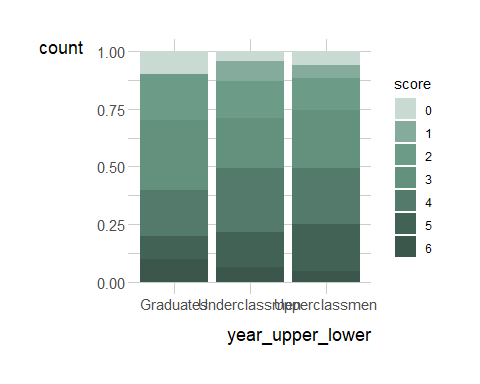 count
1.00
0.75
0.50
0.25
0.00
Graduates
Underclassmen
Upperclassmen
year_upper_lower
score
0
1
2
3
4
5
6